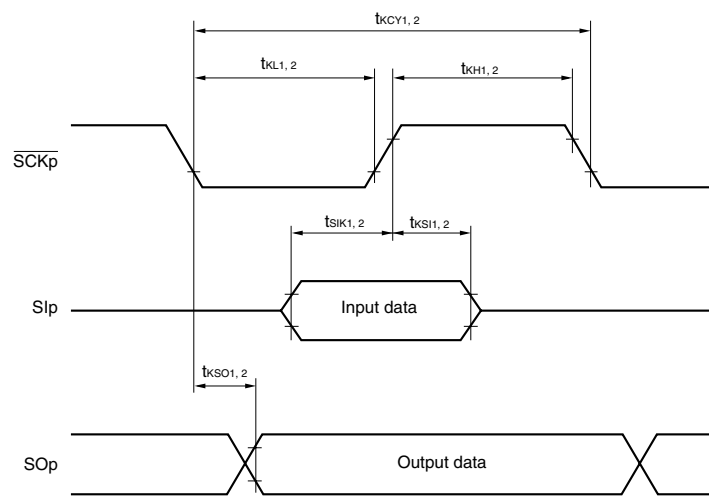 tKCY1, 2
tKL1, 2
tKH1, 2
SCKp
tSIK1, 2
tKSI1, 2
SIp
Input data
tKSO1, 2
SOp
Output data